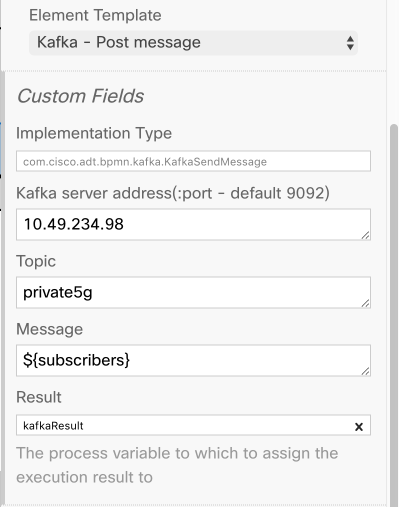 Element Template
Kafka - Post message
Custom Fields
Implementation Type
com.cisco.adt.bpmn.kafka.KafkaSendMessage
Kafka server address(:port - default 9092)
10.49.234.98
Topic
private5g
Message
${subscribers}
Result
kafkaResult x
The process variable to which to assign the
execution result to